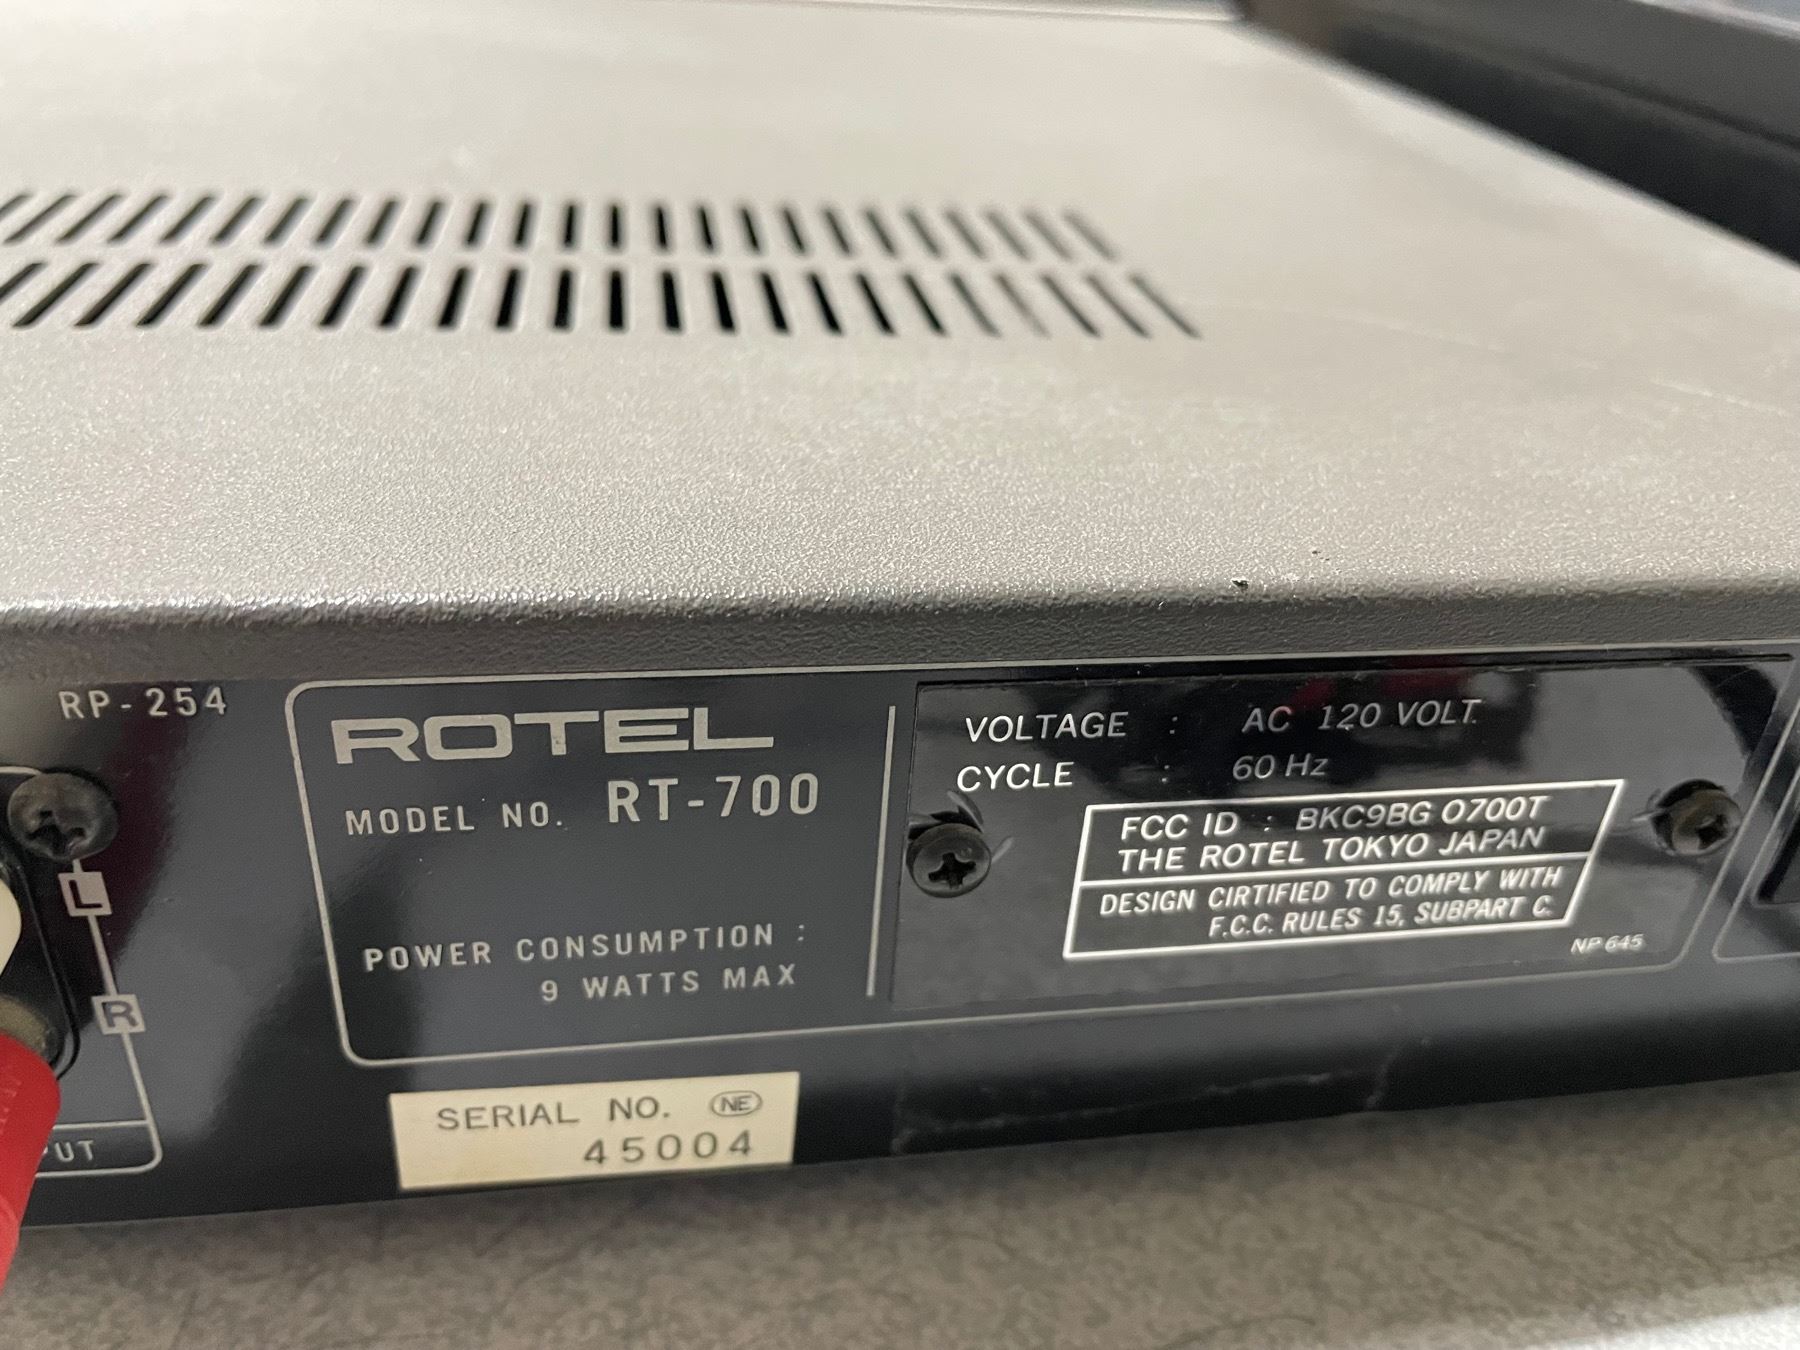 RP-254
L
R
UT
ROTEL
MODEL NO. RT-700
POWER CONSUMPTION :
9 WATTS MAX
VOLTAGE : AC 120 VOLT.
CYCLE : 60 Hz
FCC ID : BKC9BG 0700T
THE ROTEL TOKYO JAPAN
DESIGN CIRTIFIED TO COMPLY WITH
F.C.C. RULES 15, SUBPART C.
NP 645
SERIAL NO. NE
45004